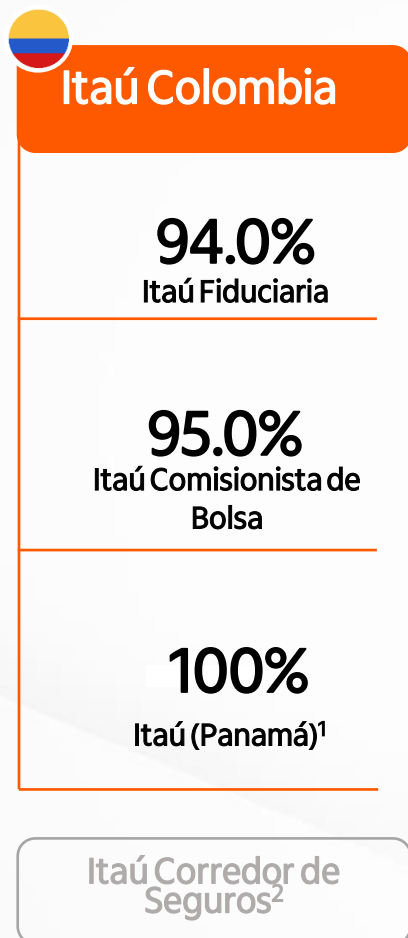 Itaú Colombia
94.0%
Itaú Fiduciaria
95.0%
Itaú Comisionista de
Bolsa
100%
Itaú (Panamá)¹
Itaú Corredor de
Seguros²